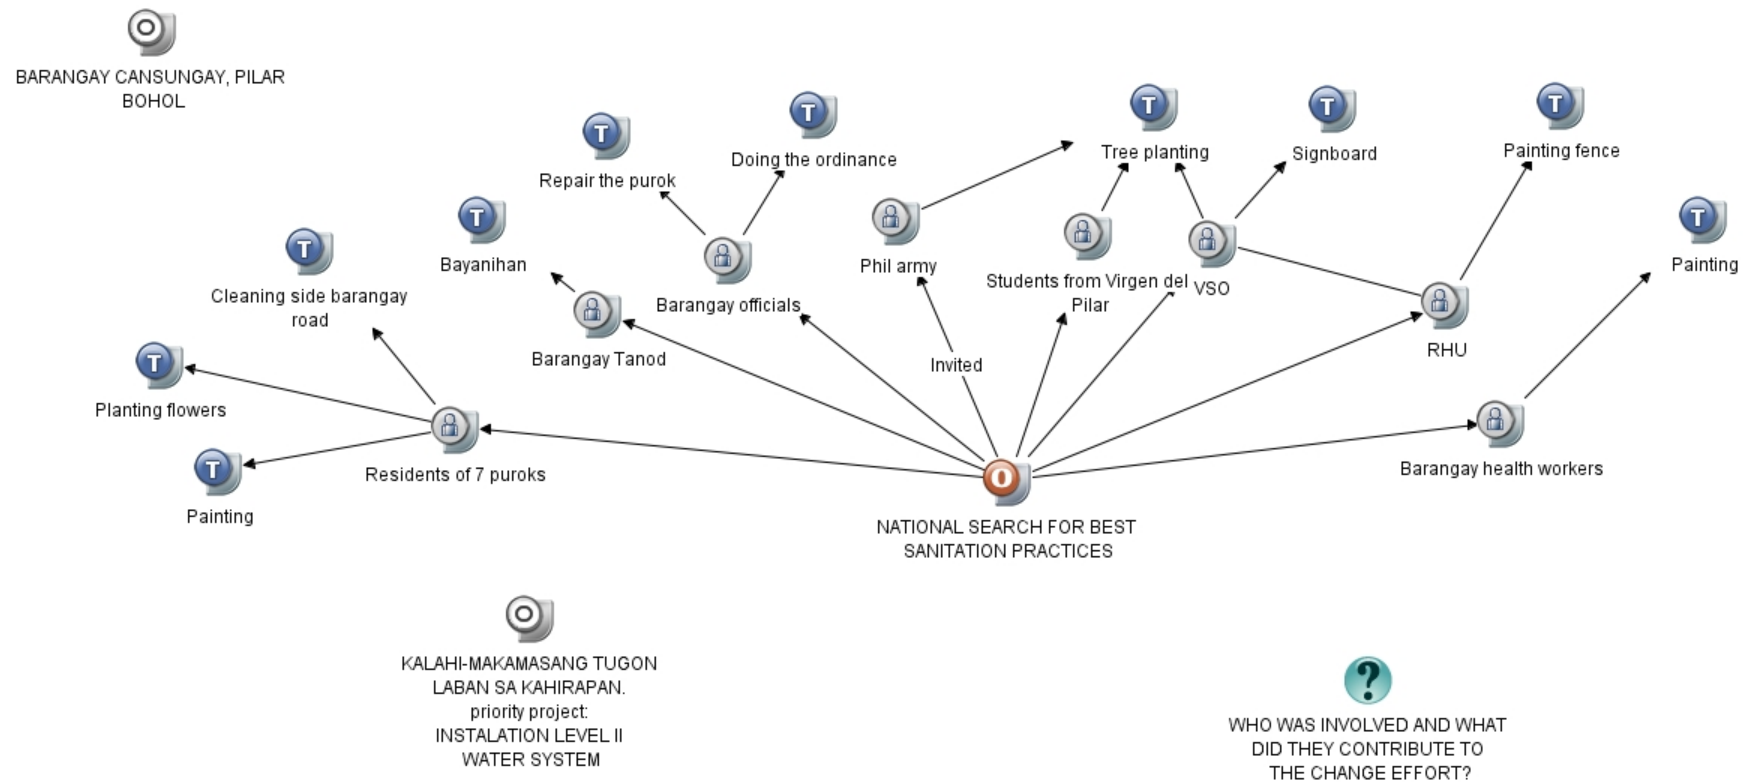 BARANGAY CANSUNGAY, PILAR
BOHOL
T
Repair the purok
T
Doing the ordinance
T
Tree planting
T
Signboard
T
Painting fence
T
Bayanihan
T
Cleaning side barangay
road
T
Painting
Phil army
Students from Virgen del
Pilar
VSO
Barangay officials
Barangay Tanod
RHU
Invited
T
Planting flowers
T
Painting
Residents of 7 puroks
Barangay health workers
O
NATIONAL SEARCH FOR BEST
SANITATION PRACTICES
KALAHI-MAKAMASANG TUGON
LABAN SA KAHIRAPAN.
priority project:
INSTALATION LEVEL II
WATER SYSTEM
?
WHO WAS INVOLVED AND WHAT
DID THEY CONTRIBUTE TO
THE CHANGE EFFORT?